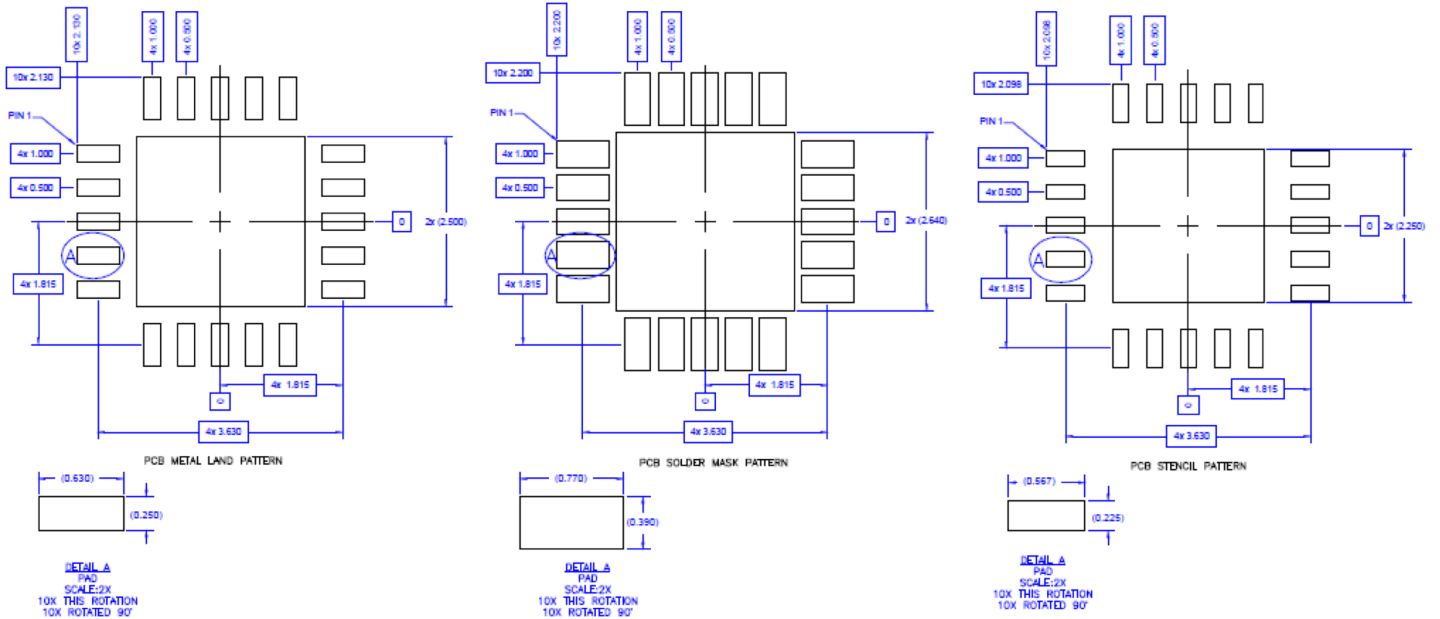 10x 2.130
4x 1.000
4x 0.500
10x 2.130
PIN 1
4x 1.000
4x 0.500
0
2x (2.500)
4x 1.815
4x 1.815
0
4x 3.630
PCB METAL LAND PATTERN
(0.630)
(0.250)
DETAIL A
PAD
SCALE:2X
10X THIS ROTATION
10X ROTATED 90°
A
10x 2.200
4x 1.000
4x 0.500
10x 2.200
PIN 1
4x 1.000
4x 0.500
0
2x (2.640)
A
4x 1.815
4x 1.815
0
4x 3.630
PCB SOLDER MASK PATTERN
(0.770)
(0.390)
DETAIL A
PAD
SCALE:2X
10X THIS ROTATION
10X ROTATED 90°
10x 2.098
4x 1.000
4x 0.500
10x 2.098
PIN 1
4x 1.000
4x 0.500
0
2x (2.250)
A
4x 1.815
4x 1.815
0
4x 3.630
PCB STENCIL PATTERN
(0.567)
(0.225)
DETAIL A
PAD
SCALE:2X
10X THIS ROTATION
10X ROTATED 90°